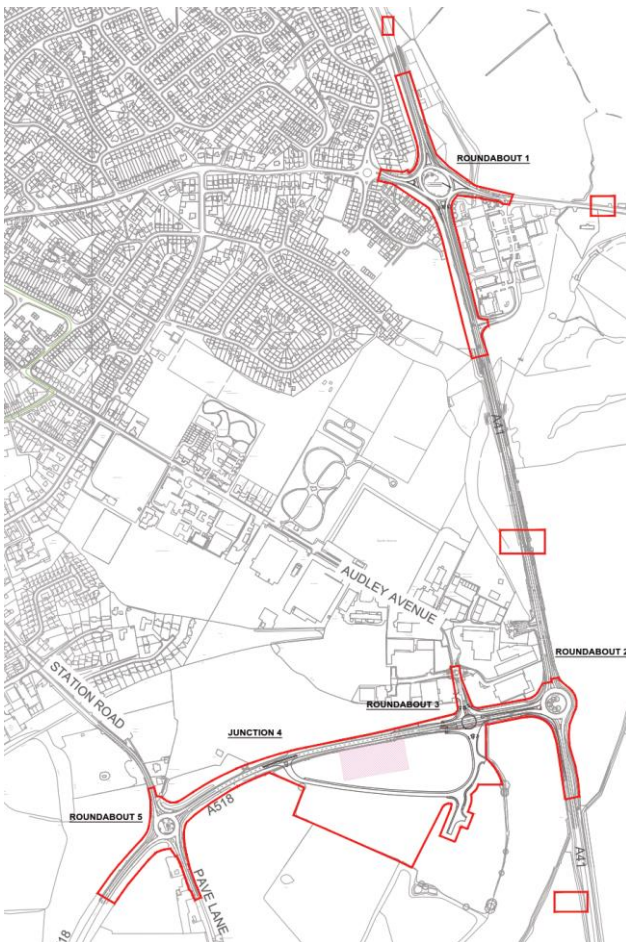 ROUNDABOUT 1
A41
AUDLEY AVENUE
ROUNDABOUT 2
STATION ROAD
ROUNDABOUT 3
JUNCTION 4
ROUNDABOUT 5
A518
A41
PAVE LANE
18